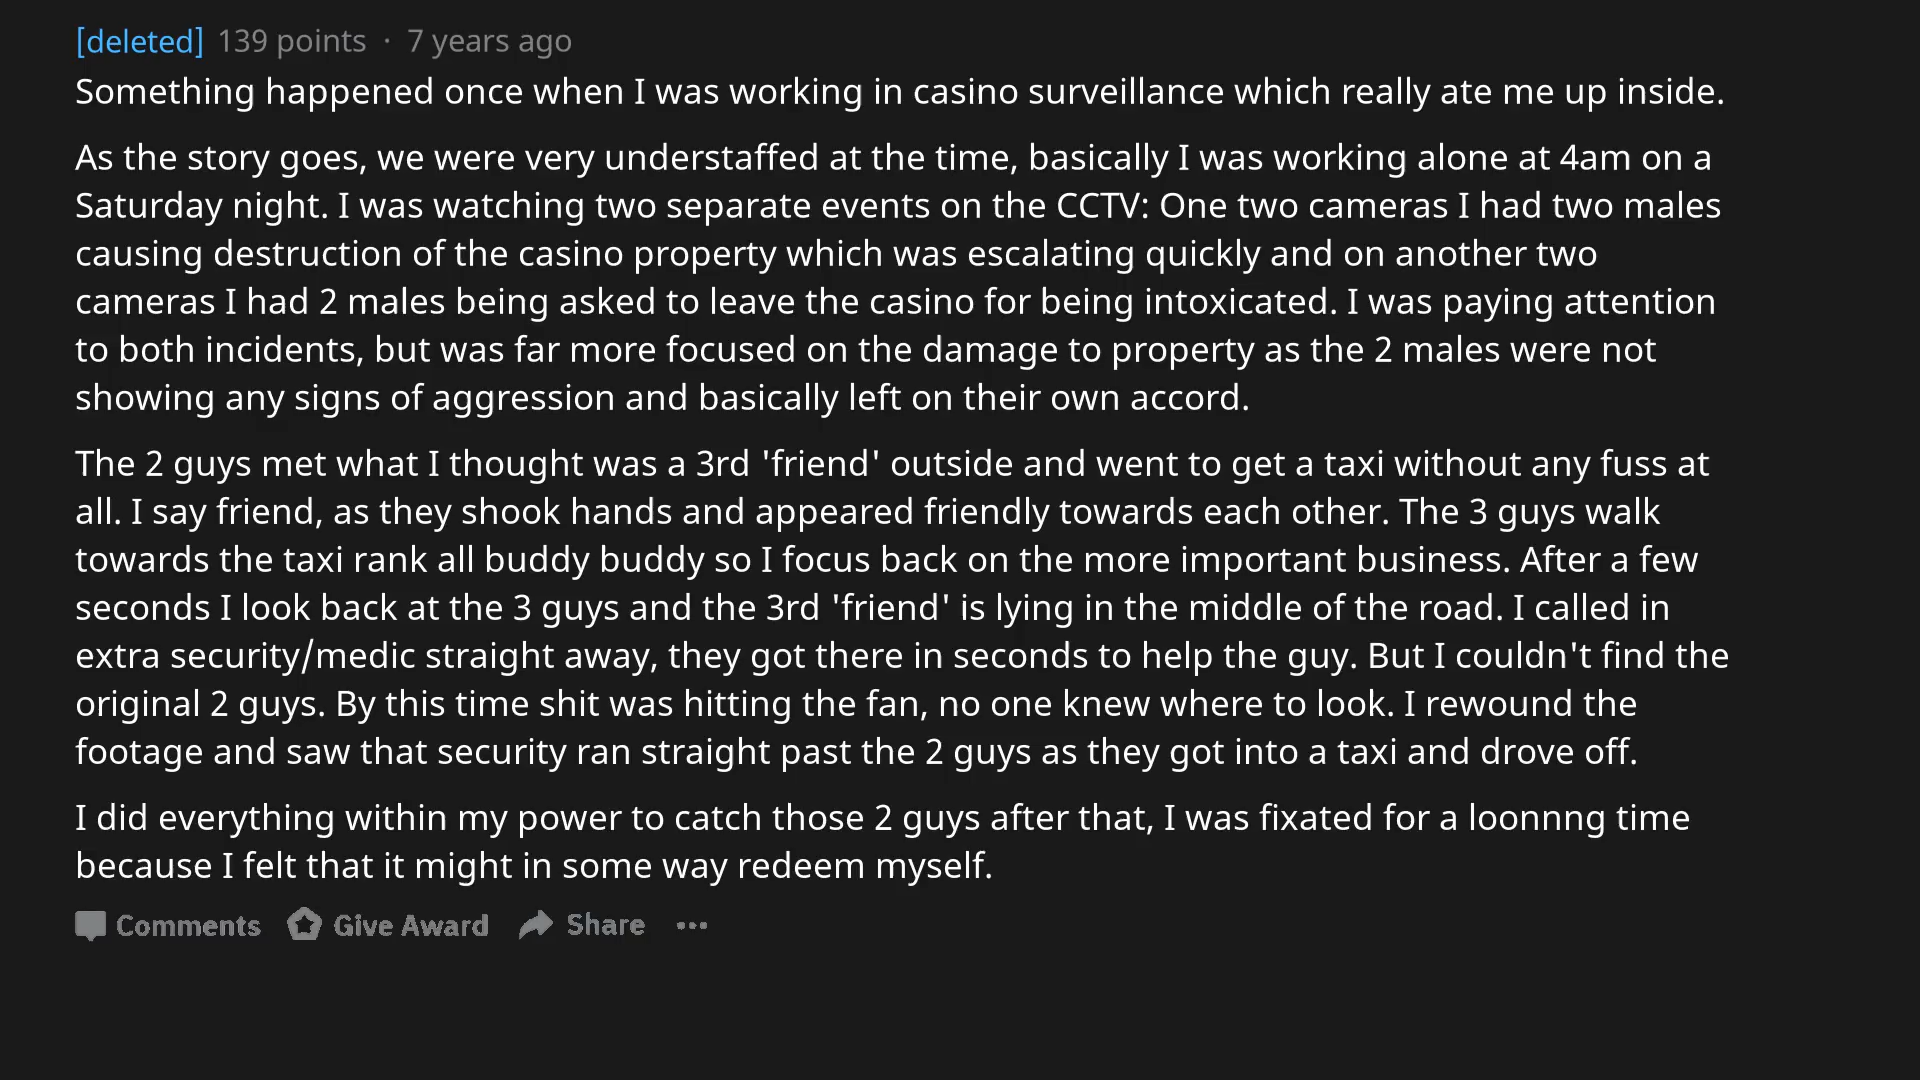 [deleted] 139 points · 7 years ago
Something happened once when I was working in casino surveillance which really ate me up inside.
As the story goes, we were very understaffed at the time, basically I was working alone at 4am on a
Saturday night. I was watching two separate events on the CCTV: One two cameras I had two males
causing destruction of the casino property which was escalating quickly and on another two
cameras I had 2 males being asked to leave the casino for being intoxicated. I was paying attention
to both incidents, but was far more focused on the damage to property as the 2 males were not
showing any signs of aggression and basically left on their own accord.
The 2 guys met what I thought was a 3rd 'friend' outside and went to get a taxi without any fuss at
all. I say friend, as they shook hands and appeared friendly towards each other. The 3 guys walk
towards the taxi rank all buddy buddy so I focus back on the more important business. After a few
seconds I look back at the 3 guys and the 3rd 'friend' is lying in the middle of the road. I called in
extra security/medic straight away, they got there in seconds to help the guy. But I couldn't find the
original 2 guys. By this time shit was hitting the fan, no one knew where to look. I rewound the
footage and saw that security ran straight past the 2 guys as they got into a taxi and drove off.
I did everything within my power to catch those 2 guys after that, I was fixated for a loonnng time
because I felt that it might in some way redeem myself.
Comments Give Award Share ...